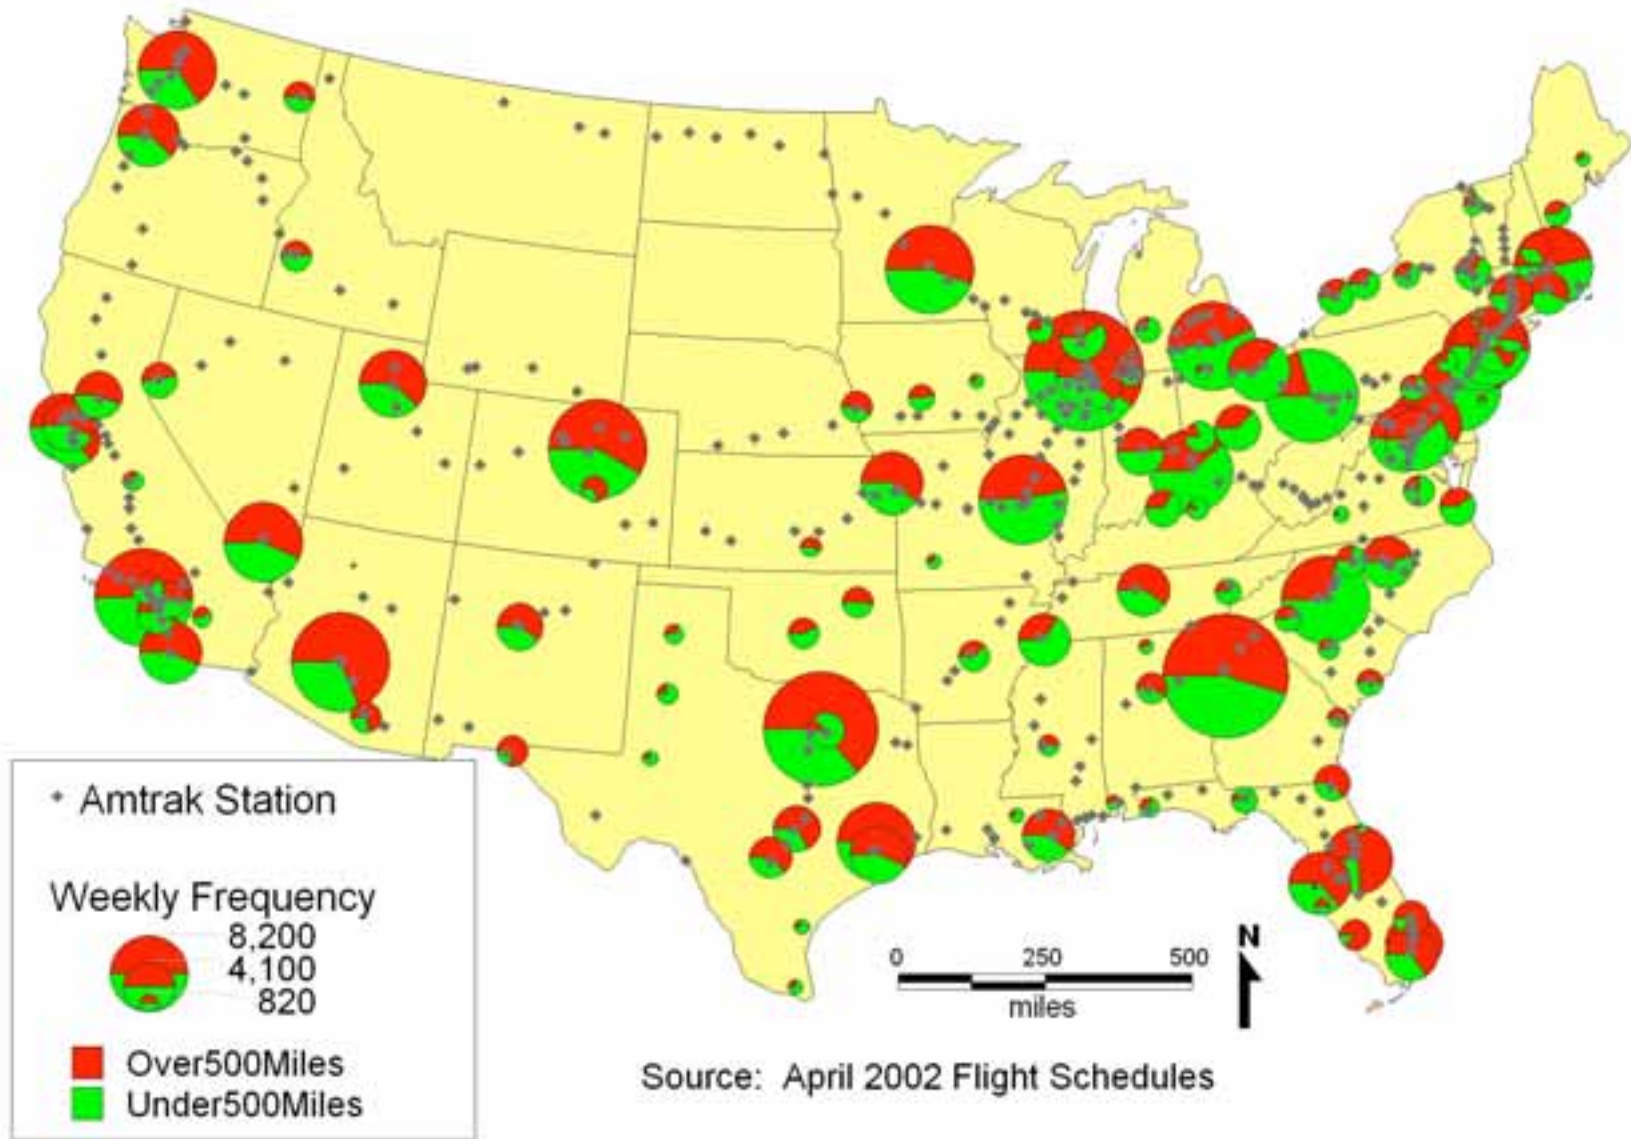 Amtrak Station
Weekly Frequency
8,200
4,100
820
Over500Miles
Under500Miles
0 250 500
miles
N
Source: April 2002 Flight Schedules